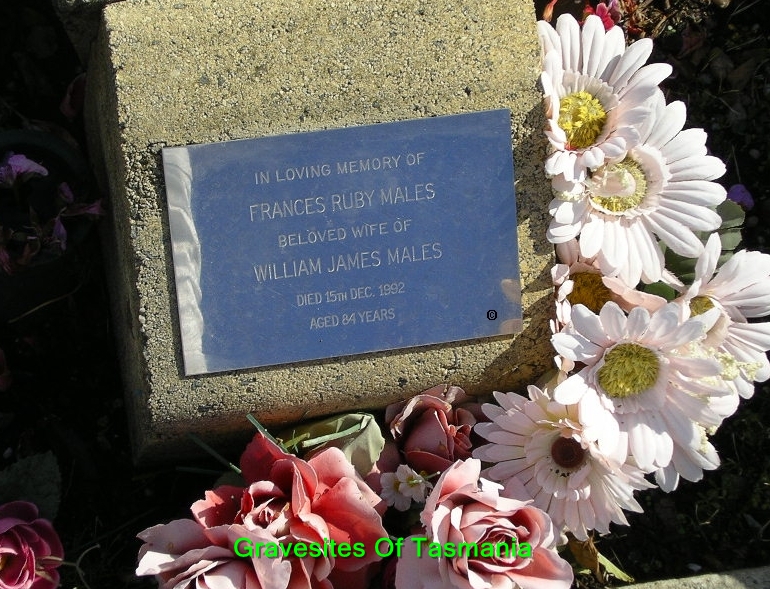 IN LOVING MEMORY OF
FRANCES RUBY MALES
BELOVED WIFE OF
WILLIAM JAMES MALES
DIED 15TH DEC. 1992
AGED 84 YEARS
©
Gravesites Of Tasmania